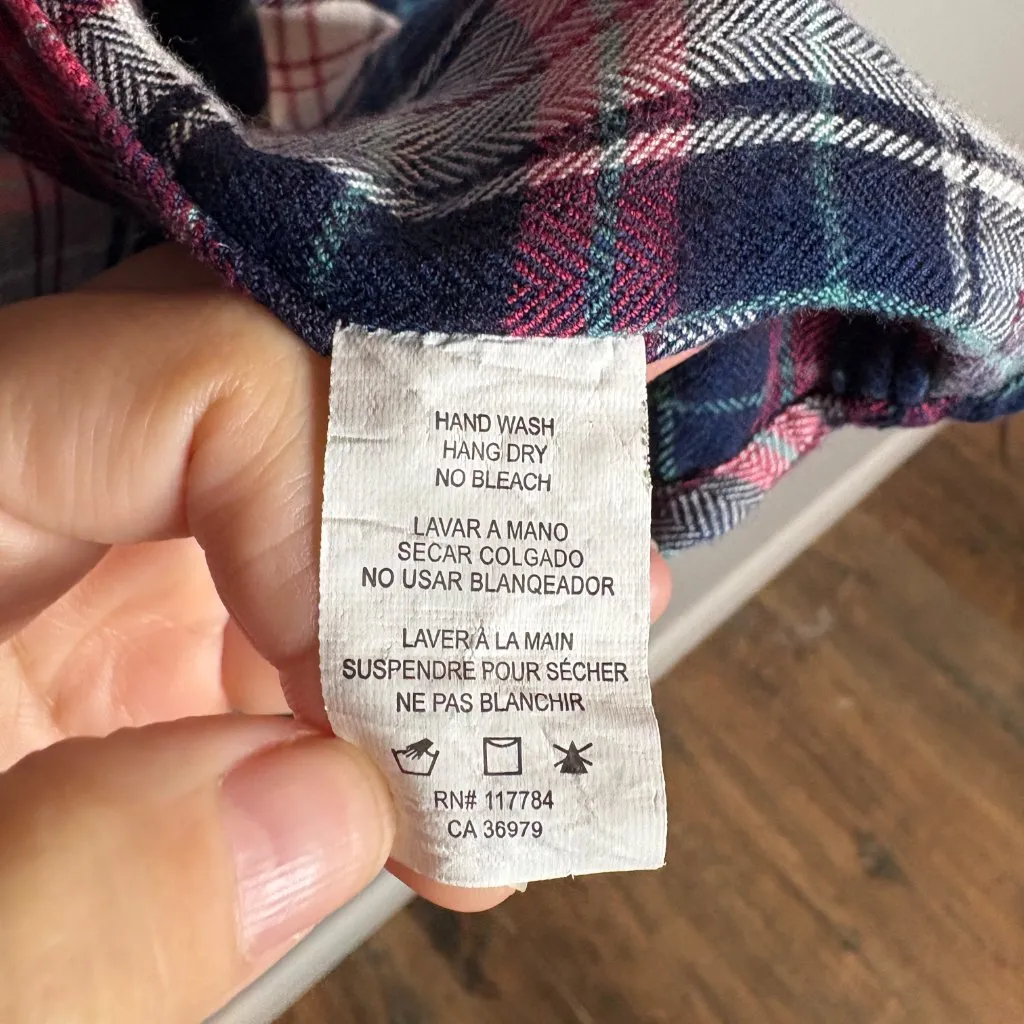 HAND WASH
HANG DRY
NO BLEACH
LAVAR A MANO
SECAR COLGADO
NO USAR BLANQEADOR
LAVER À LA MAIN
SUSPENDRE POUR SÉCHER
NE PAS BLANCHIR
RN# 117784
CA 36979